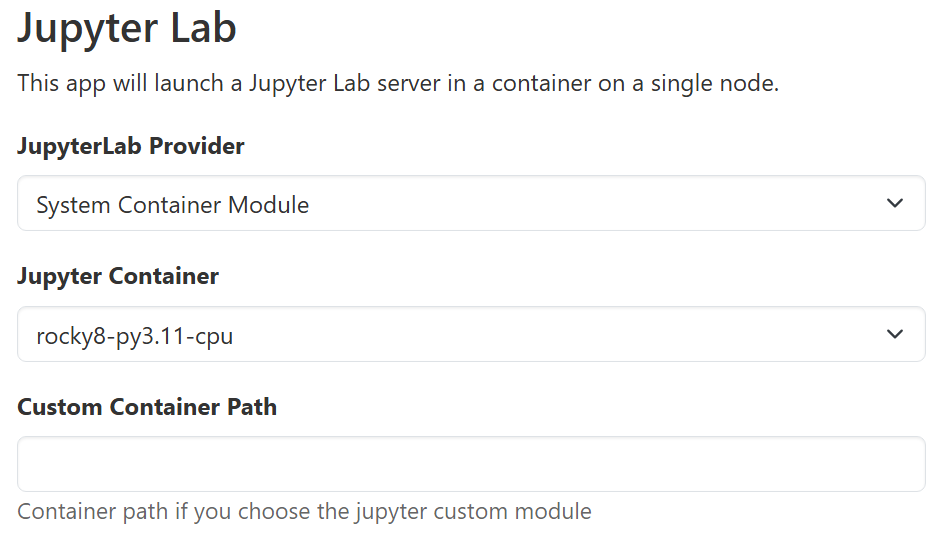 Jupyter Lab
This app will launch a Jupyter Lab server in a container on a single node.
JupyterLab Provider
System Container Module
Jupyter Container
rocky8-py3.11-cpu
Custom Container Path
Container path if you choose the jupyter custom module